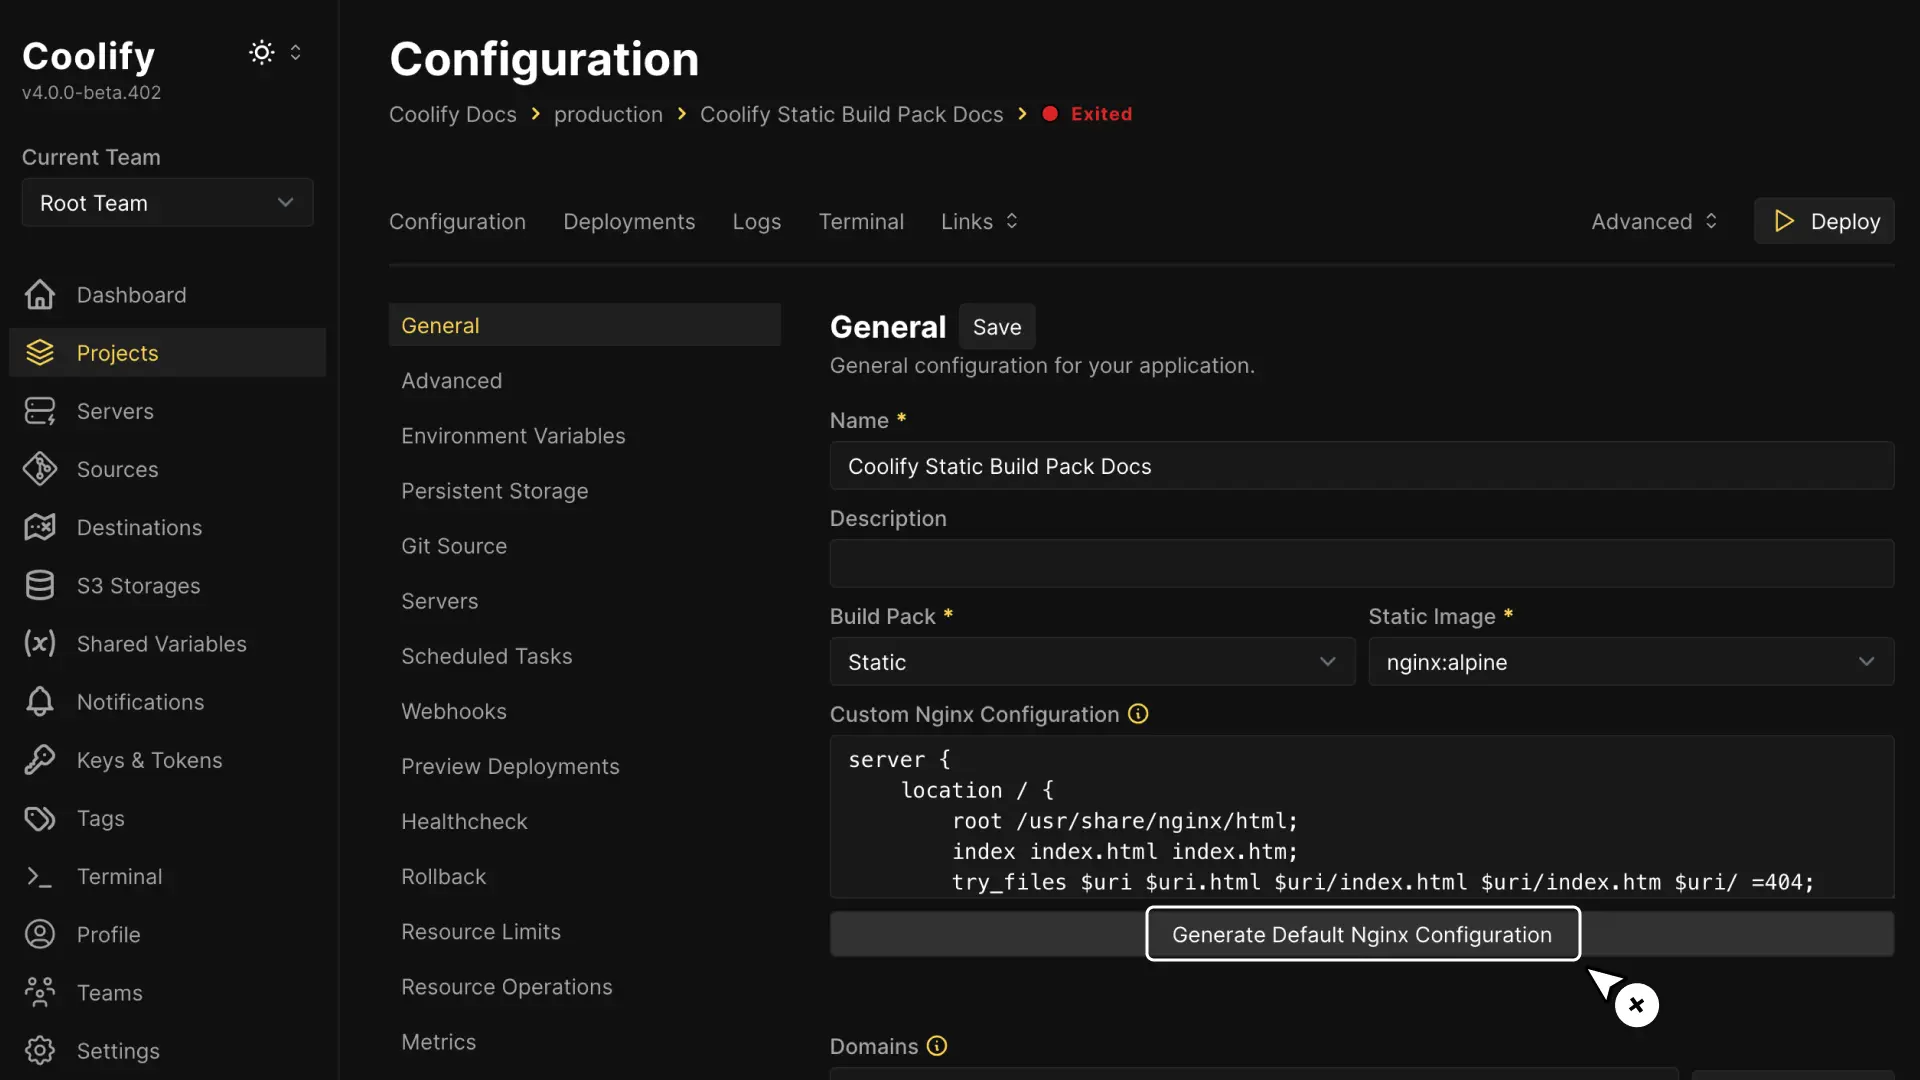 Coolify
v4.0.0-beta.402
Current Team
Root Team
Dashboard
Projects
Servers
Sources
Destinations
S3 Storages
Shared Variables
Notifications
Keys & Tokens
Tags
Terminal
Profile
Teams
Settings
Configuration
Coolify Docs > production > Coolify Static Build Pack Docs > Exited
Configuration Deployments Logs Terminal Links Advanced Deploy
General
Advanced
Environment Variables
Persistent Storage
Git Source
Servers
Scheduled Tasks
Webhooks
Preview Deployments
Healthcheck
Rollback
Resource Limits
Resource Operations
Metrics
General Save
General configuration for your application.
Name *
Coolify Static Build Pack Docs
Description
Build Pack * Static Image *
Static nginx:alpine
Custom Nginx Configuration
server {
    location / {
        root /usr/share/nginx/html;
        index index.html index.htm;
        try_files $uri $uri.html $uri/index.html $uri/index.htm $uri/ =404;
Generate Default Nginx Configuration
Domains